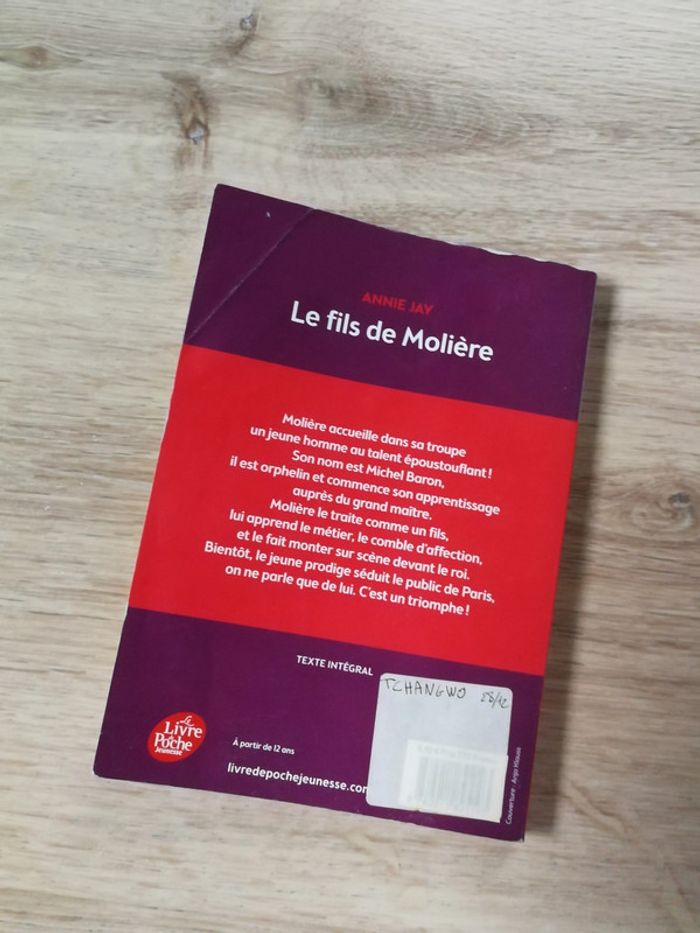 ANNIE JAY
Le fils de Molière
Molière accueille dans sa troupe
un jeune homme au talent époustouflant !
Son nom est Michel Baron,
il est orphelin et commence son apprentissage
auprès du grand maître.
Molière le traite comme un fils,
lui apprend le métier, le comble d'affection,
et le fait monter sur scène devant le roi.
Bientôt, le jeune prodige séduit le public de Paris,
on ne parle que de lui. C'est un triomphe !
TEXTE INTÉGRAL
TCHANGWO 28/12
Le
Livre
de
Poche
Jeunesse
À partir de 12 ans
livredepochejeunesse.com